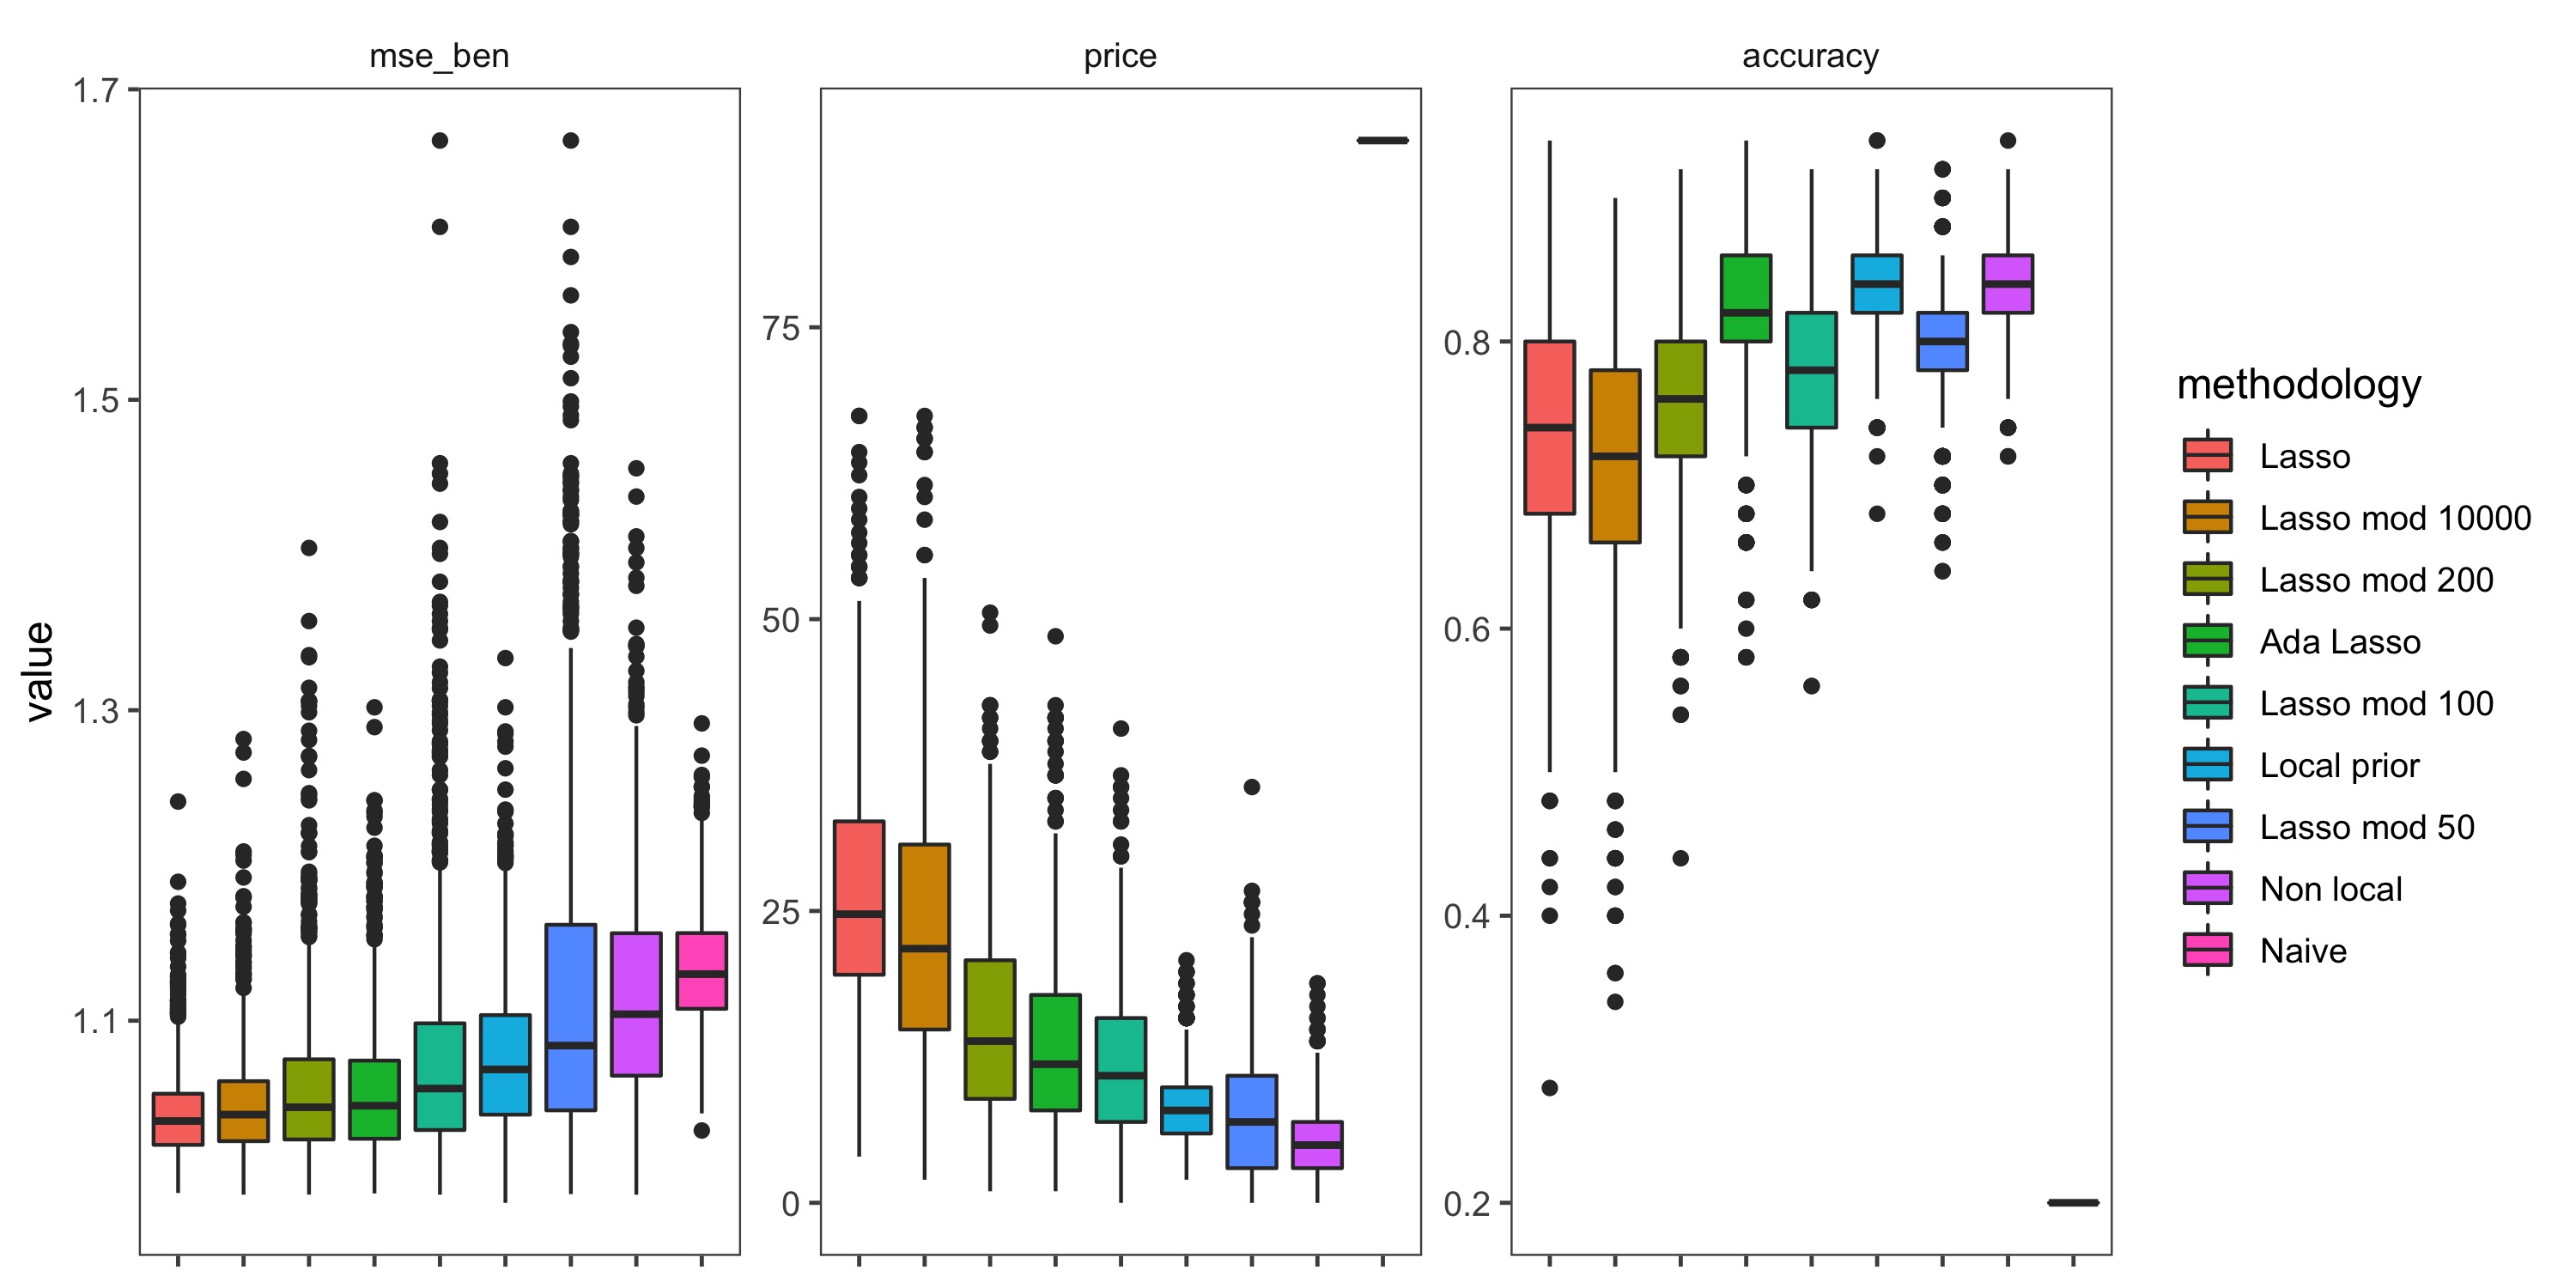 mse_ben
price
accuracy
value
1.7
1.5
1.3
1.1
75
50
25
0
0.8
0.6
0.4
0.2
methodology
Lasso
Lasso mod 10000
Lasso mod 200
Ada Lasso
Lasso mod 100
Local prior
Lasso mod 50
Non local
Naive